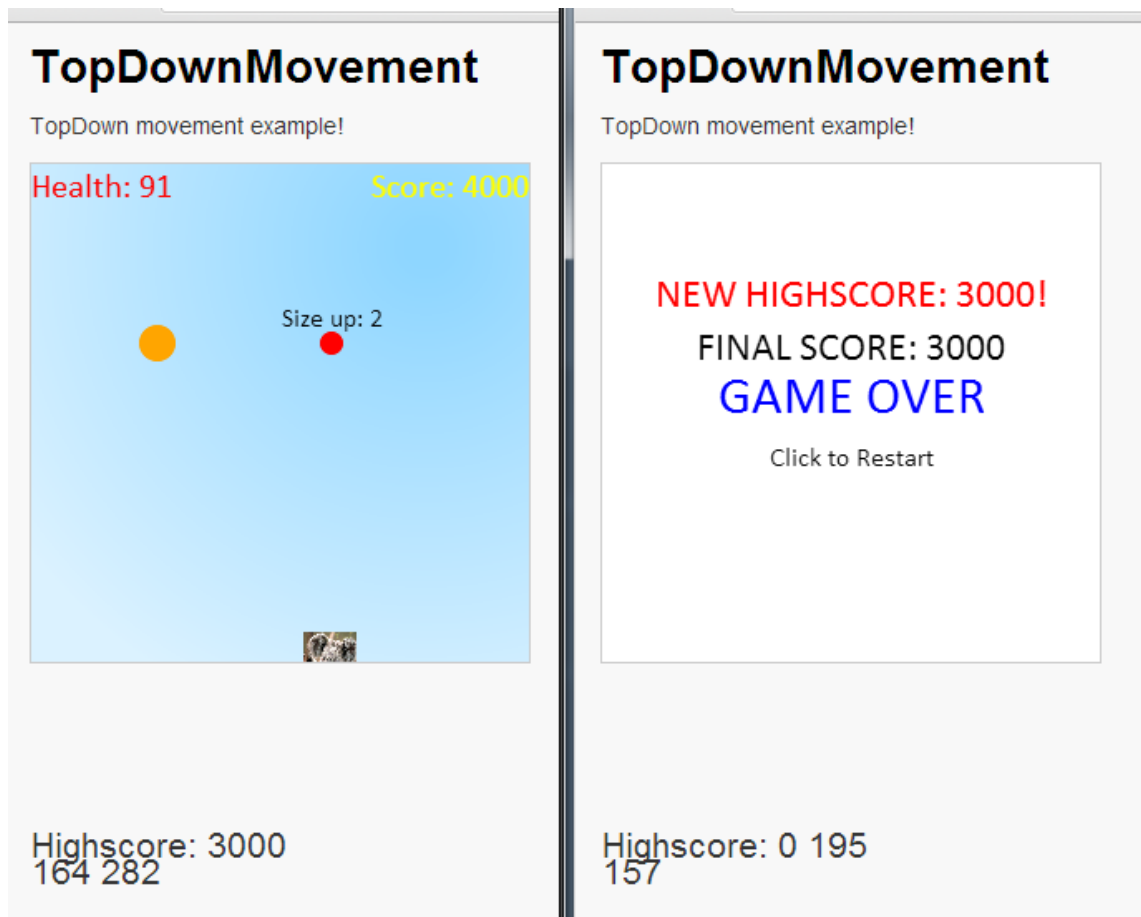 TopDownMovement
TopDown movement example!
Health: 91 Score: 4000
Size up: 2
Highscore: 3000
164 282
TopDownMovement
TopDown movement example!
NEW HIGHSCORE: 3000!
FINAL SCORE: 3000
GAME OVER
Click to Restart
Highscore: 0 195
157